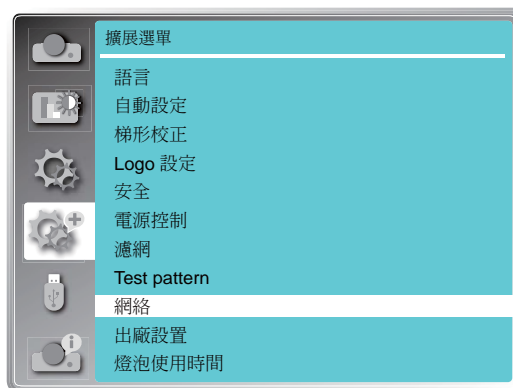 擴展選單
語言
自動設定
梯形校正
Logo 設定
安全
電源控制
濾網
Test pattern
網絡
出廠設置
燈泡使用時間